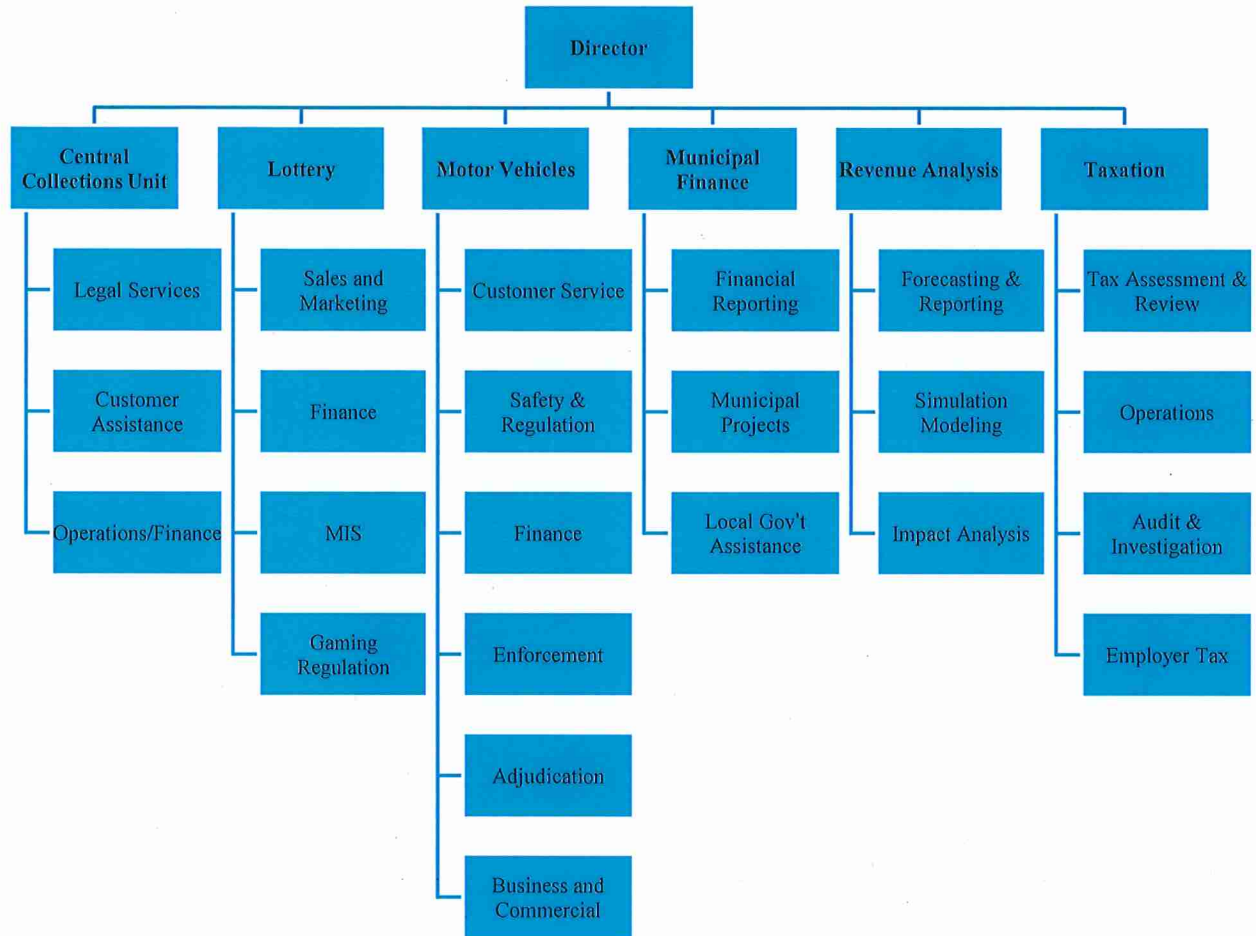 Director
Central
Collections Unit
Lottery
Motor Vehicles
Municipal
Finance
Revenue Analysis
Taxation
Legal Services
Sales and
Marketing
Customer Service
Financial
Reporting
Forecasting &
Reporting
Tax Assessment &
Review
Customer
Assistance
Finance
Safety &
Regulation
Municipal
Projects
Simulation
Modeling
Operations
Operations/Finance
MIS
Finance
Local Gov't
Assistance
Impact Analysis
Audit &
Investigation
Gaming
Regulation
Enforcement
Employer Tax
Adjudication
Business and
Commercial